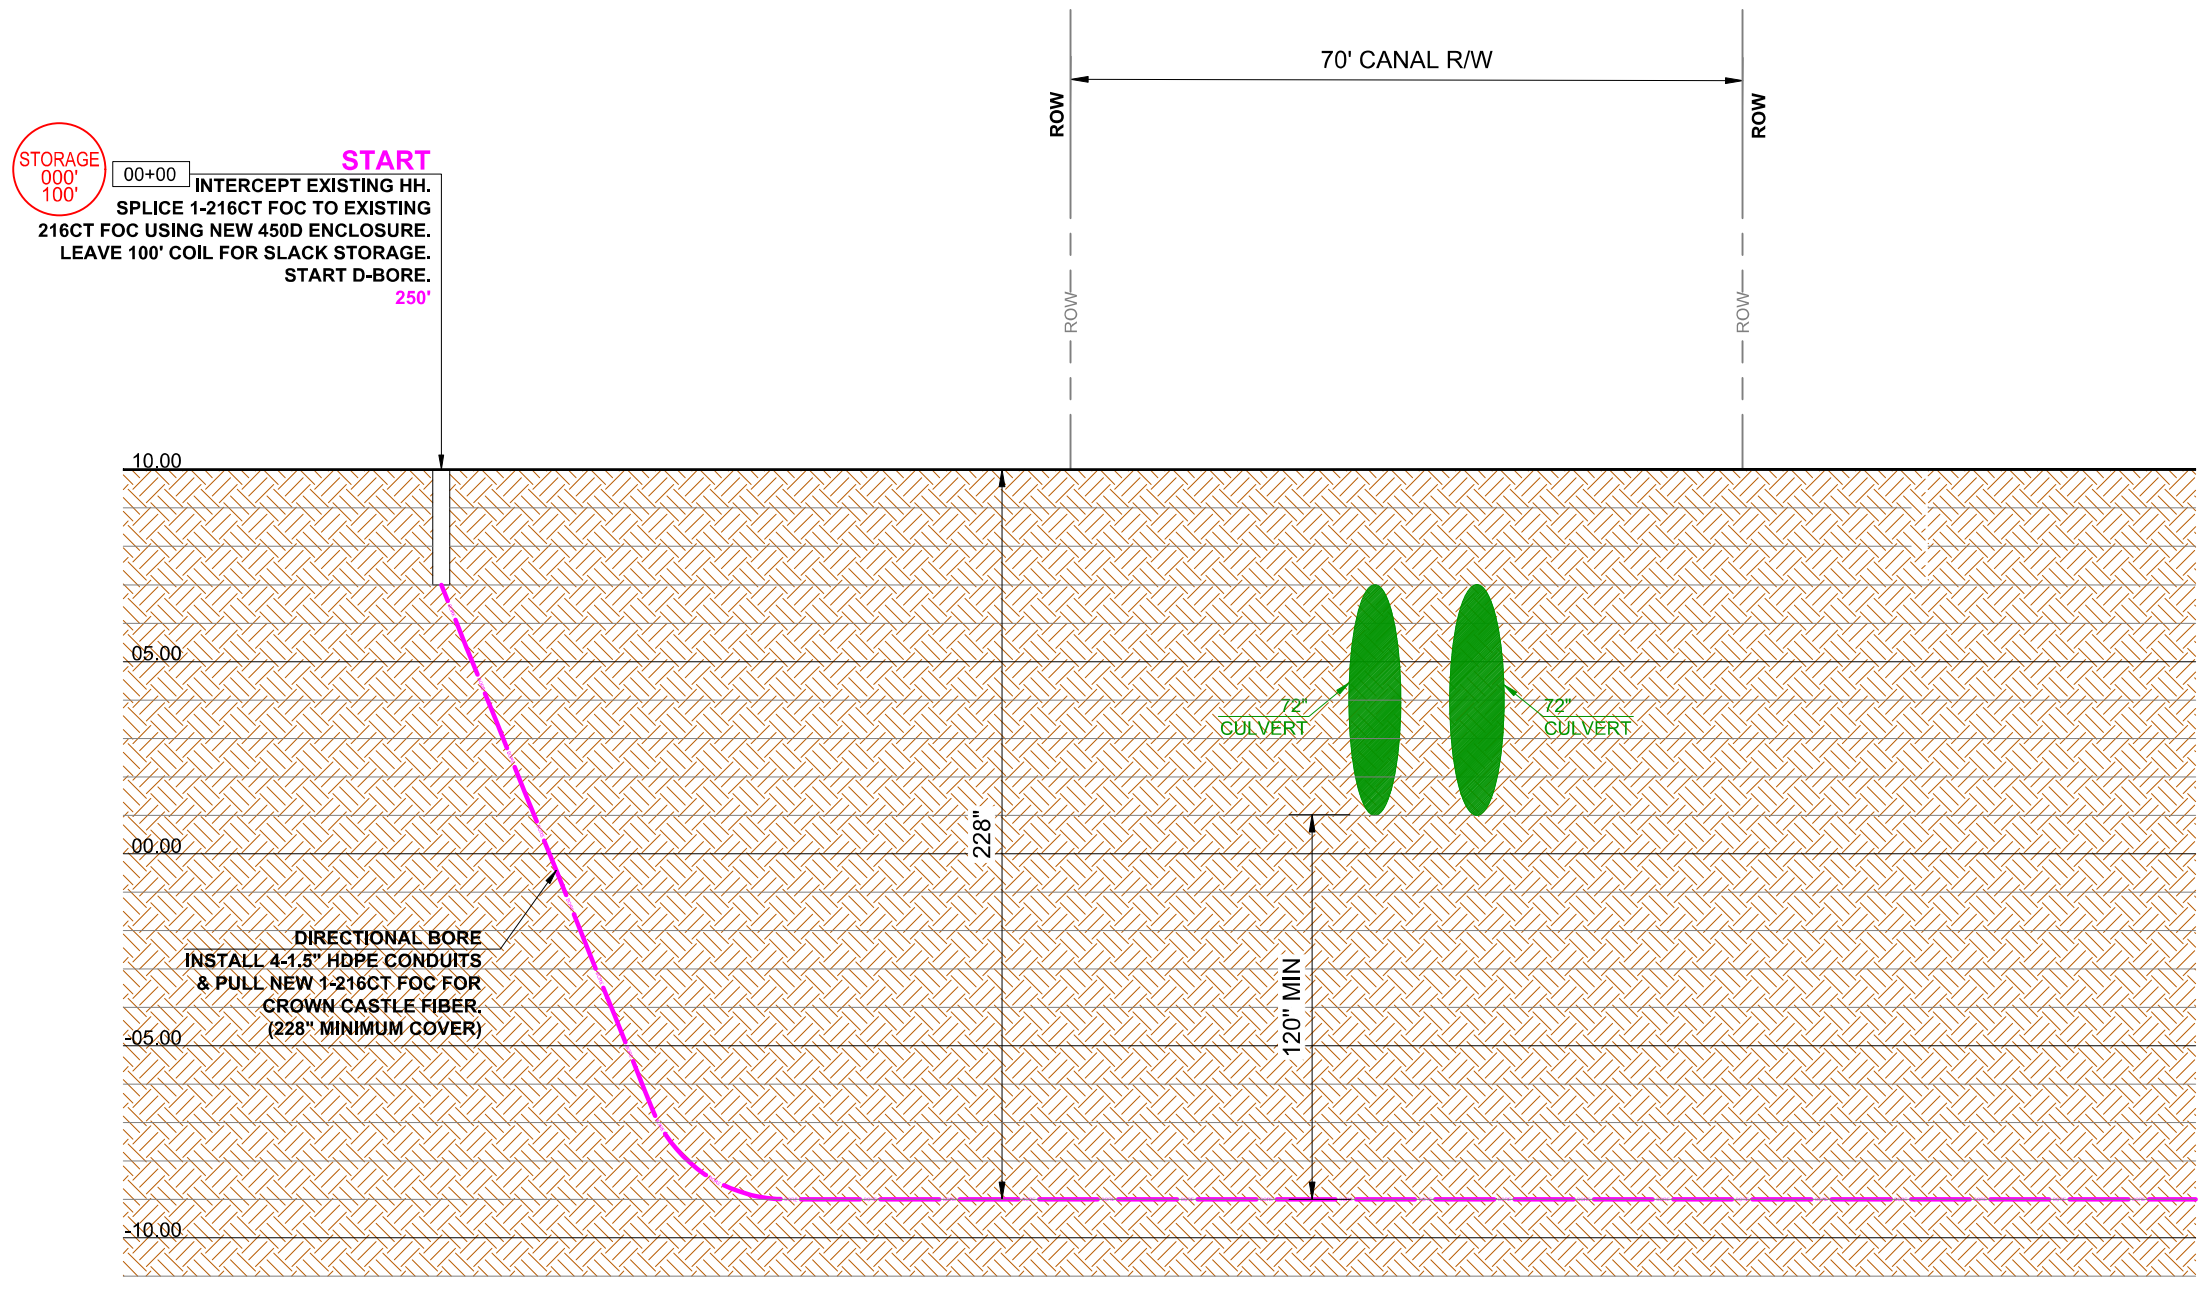 70' CANAL R/W
ROW
ROW
STORAGE
000'
100'
00+00
START
INTERCEPT EXISTING HH.
SPLICE 1-216CT FOC TO EXISTING
216CT FOC USING NEW 450D ENCLOSURE.
LEAVE 100' COIL FOR SLACK STORAGE.
START D-BORE.
250'
ROW
ROW
10.00
05.00
72"
CULVERT
72"
CULVERT
228"
00.00
DIRECTIONAL BORE
INSTALL 4-1.5" HDPE CONDUITS
& PULL NEW 1-216CT FOC FOR
CROWN CASTLE FIBER.
(228" MINIMUM COVER)
120" MIN
-05.00
-10.00